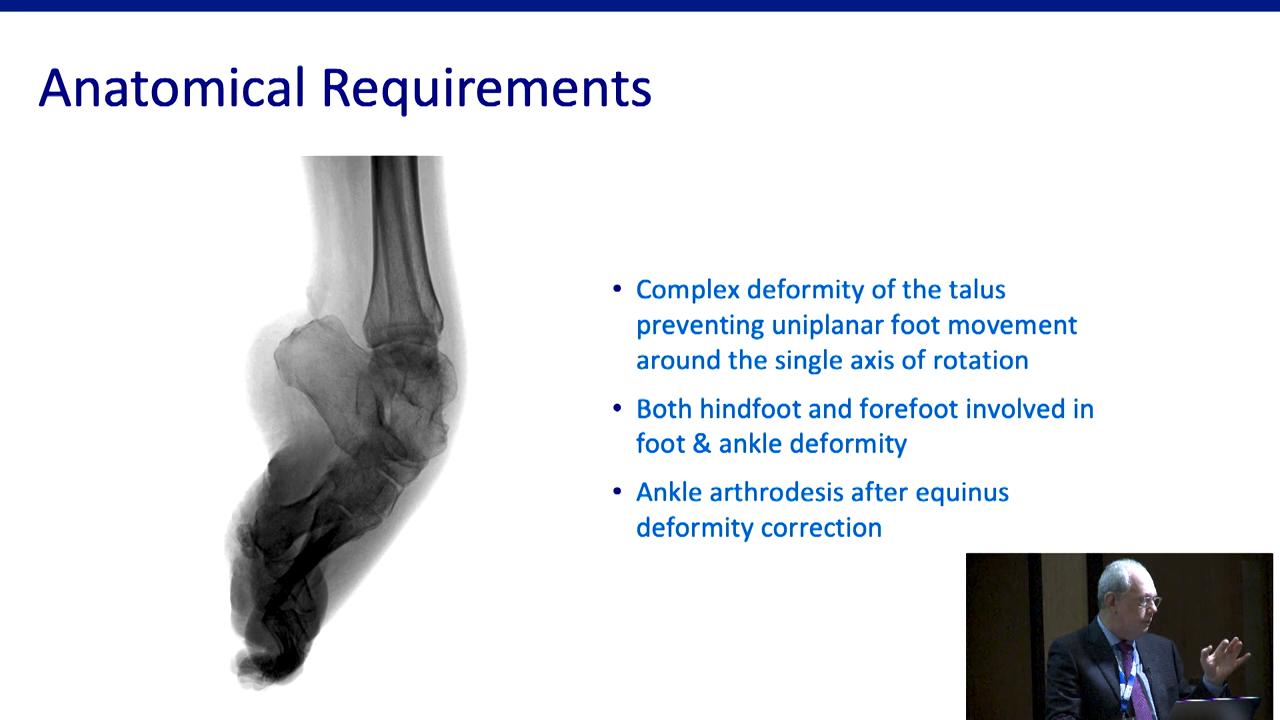 Anatomical Requirements
• Complex deformity of the talus
preventing uniplanar foot movement
around the single axis of rotation
• Both hindfoot and forefoot involved in
foot & ankle deformity
• Ankle arthrodesis after equinus
deformity correction